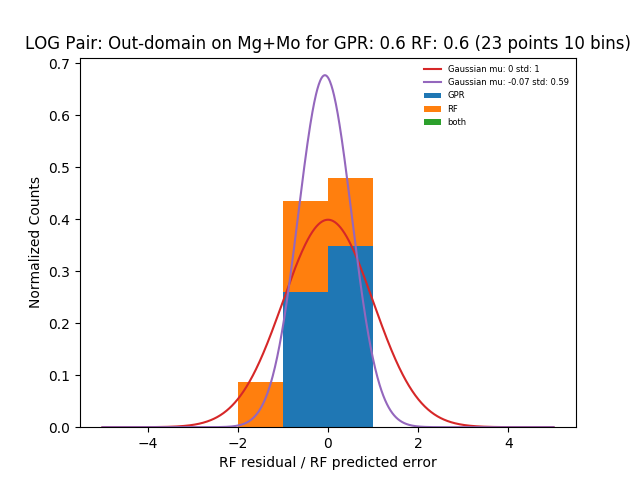 LOG Pair: Out-domain on Mg+Mo for GPR: 0.6 RF: 0.6 (23 points 10 bins)
Gaussian mu: 0 std: 1
Gaussian mu: -0.07 std: 0.59
GPR
RF
both
Normalized Counts
0.7
0.6
0.5
0.4
0.3
0.2
0.1
0.0
−4 −2 0 2 4
RF residual / RF predicted error